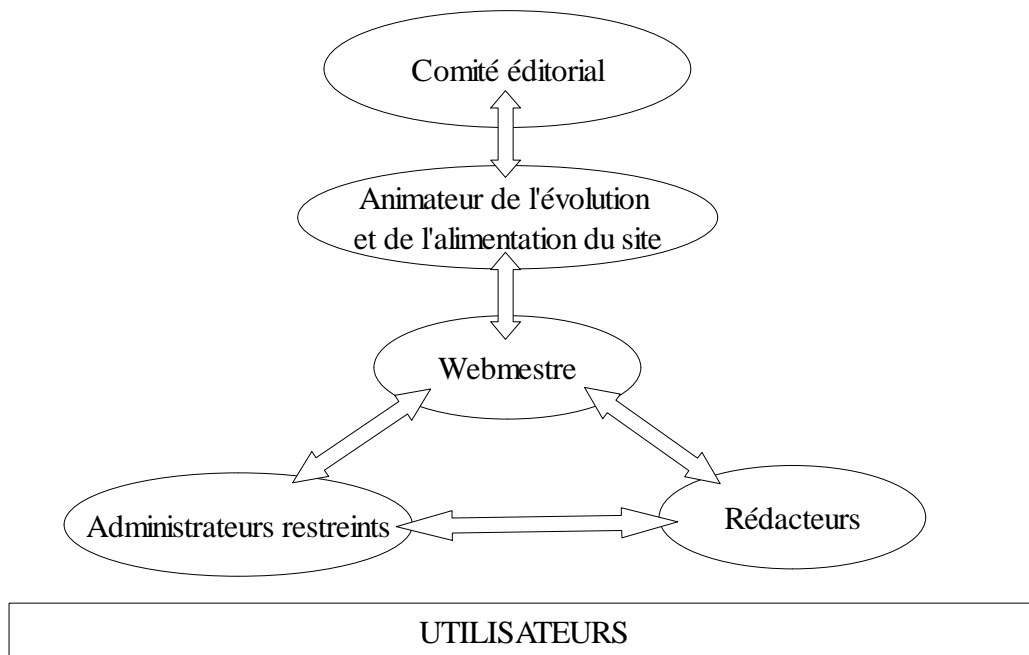 Comité éditorial
Animateur de l'évolution
et de l'alimentation du site
Webmestre
Administrateurs restreints
Rédacteurs
UTILISATEURS